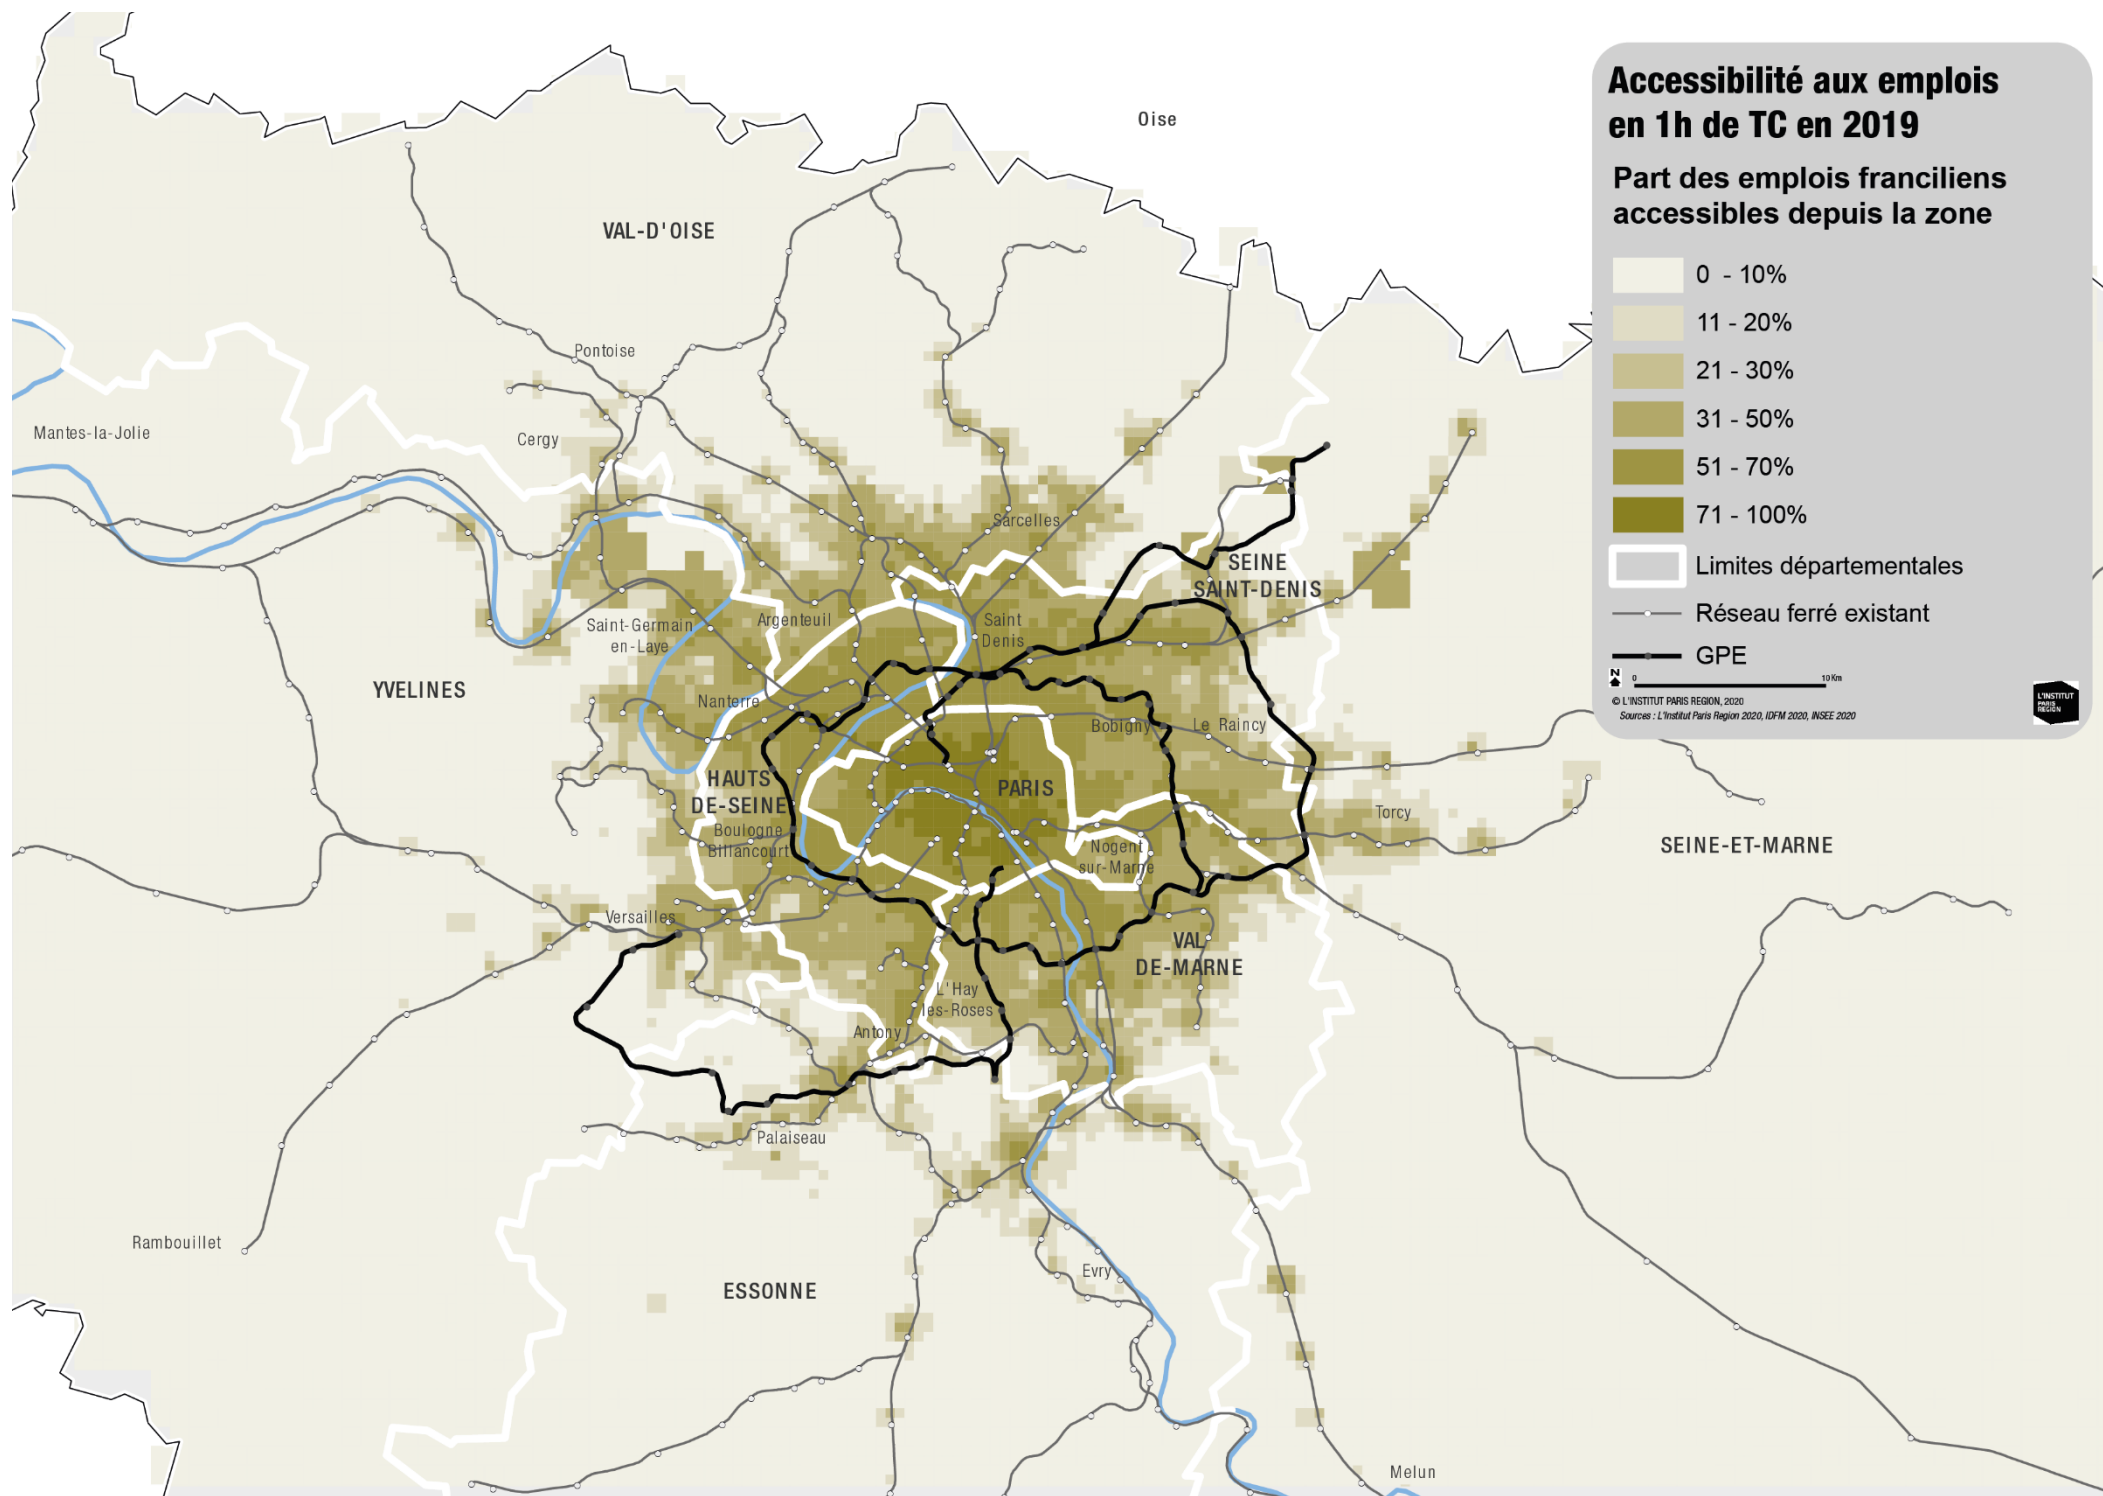 Accessibilité aux emplois
en 1h de TC en 2019
Part des emplois franciliens
accessibles depuis la zone
0 - 10%
11 - 20%
21 - 30%
31 - 50%
51 - 70%
71 - 100%
Limites départementales
Réseau ferré existant
GPE
N
0
10 Km
© L'INSTITUT PARIS REGION, 2020
Sources : L'Institut Paris Region 2020, IDFM 2020, INSEE 2020
L'INSTITUT
PARIS
REGION
Oise
VAL-D'OISE
Pontoise
Mantes-la-Jolie
Cergy
Sarcelles
SEINE
SAINT-DENIS
Saint-Germain
en-Laye
Argenteuil
Saint
Denis
YVELINES
Nanterre
Bobigny
Le Raincy
HAUTS
DE-SEINE
PARIS
Torcy
Boulogne
Billancourt
Nogent
sur-Marne
SEINE-ET-MARNE
Versailles
VAL
DE-MARNE
L'Hay
les-Roses
Antony
Palaiseau
Rambouillet
Evry
ESSONNE
Melun